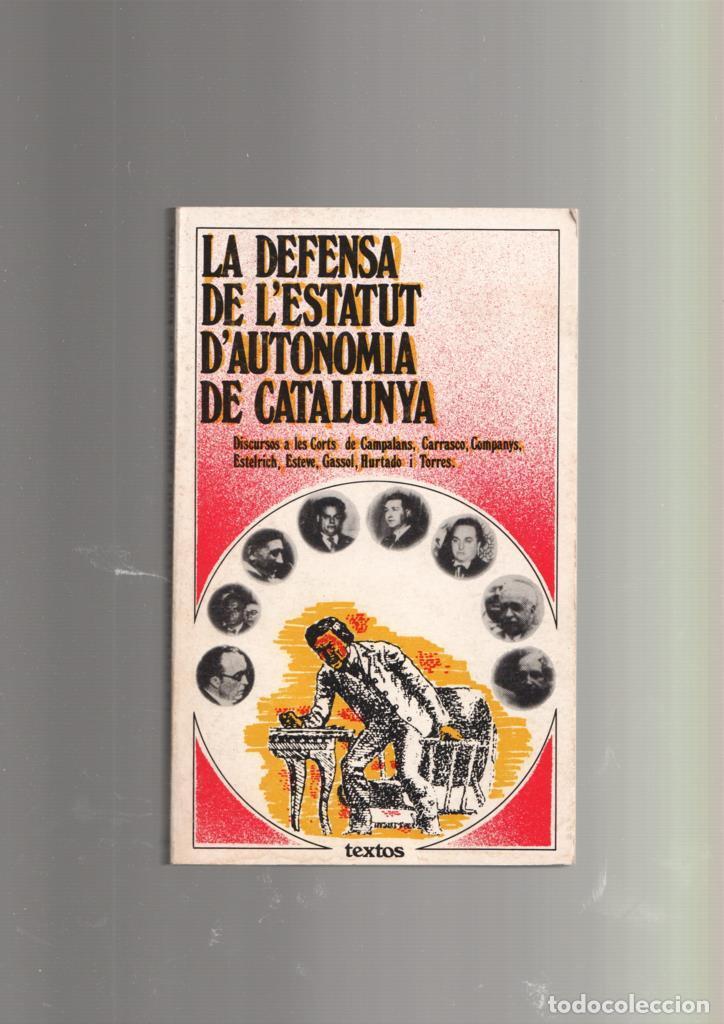 LA DEFENSA
DE L'ESTATUT
D'AUTONOMIA
DE CATALUNYA
Discursos a les Corts de Campalans, Carrasco, Companys,
Estelrich, Esteve, Gassol, Hurtado i Torres.
textos
todocoleccion